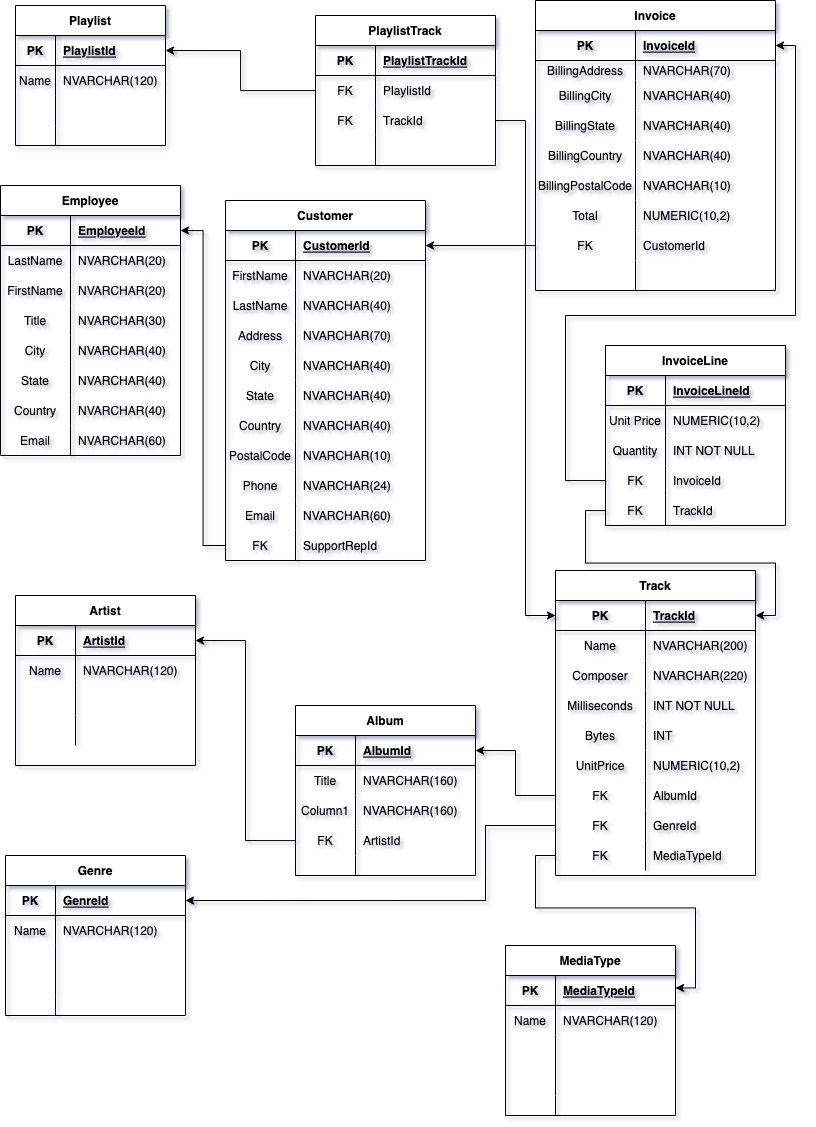 Playlist
PK PlaylistId
Name NVARCHAR(120)
PlaylistTrack
PK PlaylistTrackId
FK PlaylistId
FK TrackId
Invoice
PK InvoiceId
BillingAddress NVARCHAR(70)
BillingCity NVARCHAR(40)
BillingState NVARCHAR(40)
BillingCountry NVARCHAR(40)
BillingPostalCode NVARCHAR(10)
Total NUMERIC(10,2)
FK CustomerId
Employee
PK EmployeeId
LastName NVARCHAR(20)
FirstName NVARCHAR(20)
Title NVARCHAR(30)
City NVARCHAR(40)
State NVARCHAR(40)
Country NVARCHAR(40)
Email NVARCHAR(60)
Customer
PK CustomerId
FirstName NVARCHAR(20)
LastName NVARCHAR(40)
Address NVARCHAR(70)
City NVARCHAR(40)
State NVARCHAR(40)
Country NVARCHAR(40)
PostalCode NVARCHAR(10)
Phone NVARCHAR(24)
Email NVARCHAR(60)
FK SupportRepId
InvoiceLine
PK InvoiceLineId
Unit Price NUMERIC(10,2)
Quantity INT NOT NULL
FK InvoiceId
FK TrackId
Track
PK TrackId
Name NVARCHAR(200)
Composer NVARCHAR(220)
Milliseconds INT NOT NULL
Bytes INT
UnitPrice NUMERIC(10,2)
FK AlbumId
FK GenreId
FK MediaTypeId
Artist
PK ArtistId
Name NVARCHAR(120)
Album
PK AlbumId
Title NVARCHAR(160)
Column1 NVARCHAR(160)
FK ArtistId
Genre
PK GenreId
Name NVARCHAR(120)
MediaType
PK MediaTypeId
Name NVARCHAR(120)